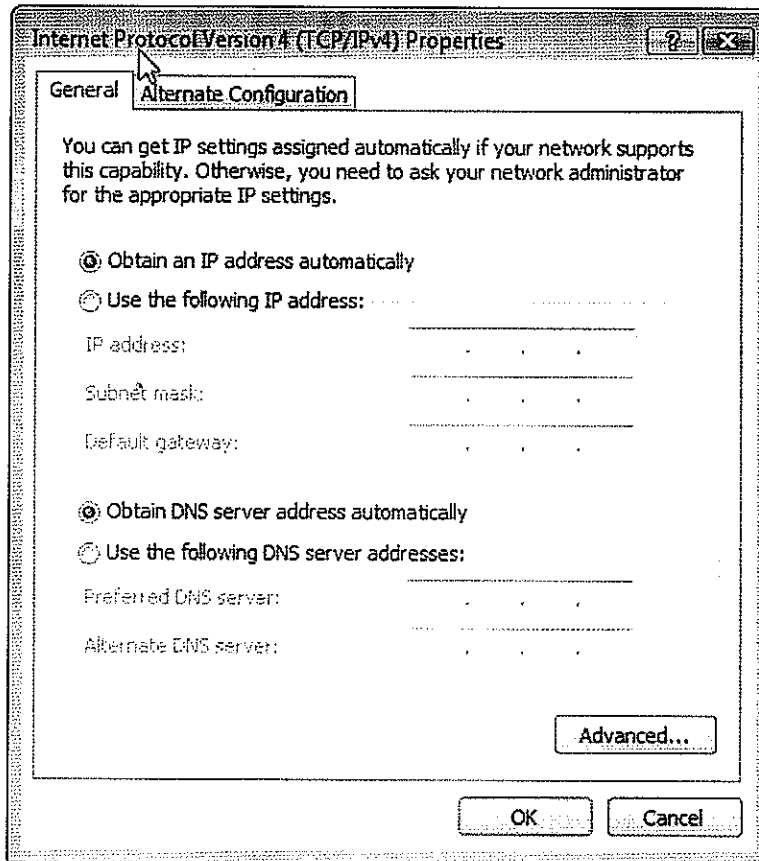 Internet Protocol Version 4 (TCP/IPv4) Properties
General
Alternate Configuration
You can get IP settings assigned automatically if your network supports
this capability. Otherwise, you need to ask your network administrator
for the appropriate IP settings.
Obtain an IP address automatically
Use the following IP address:
IP address:
Subnet mask:
Default gateway:
Obtain DNS server address automatically
Use the following DNS server addresses:
Preferred DNS server:
Alternate DNS server:
Advanced...
OK
Cancel